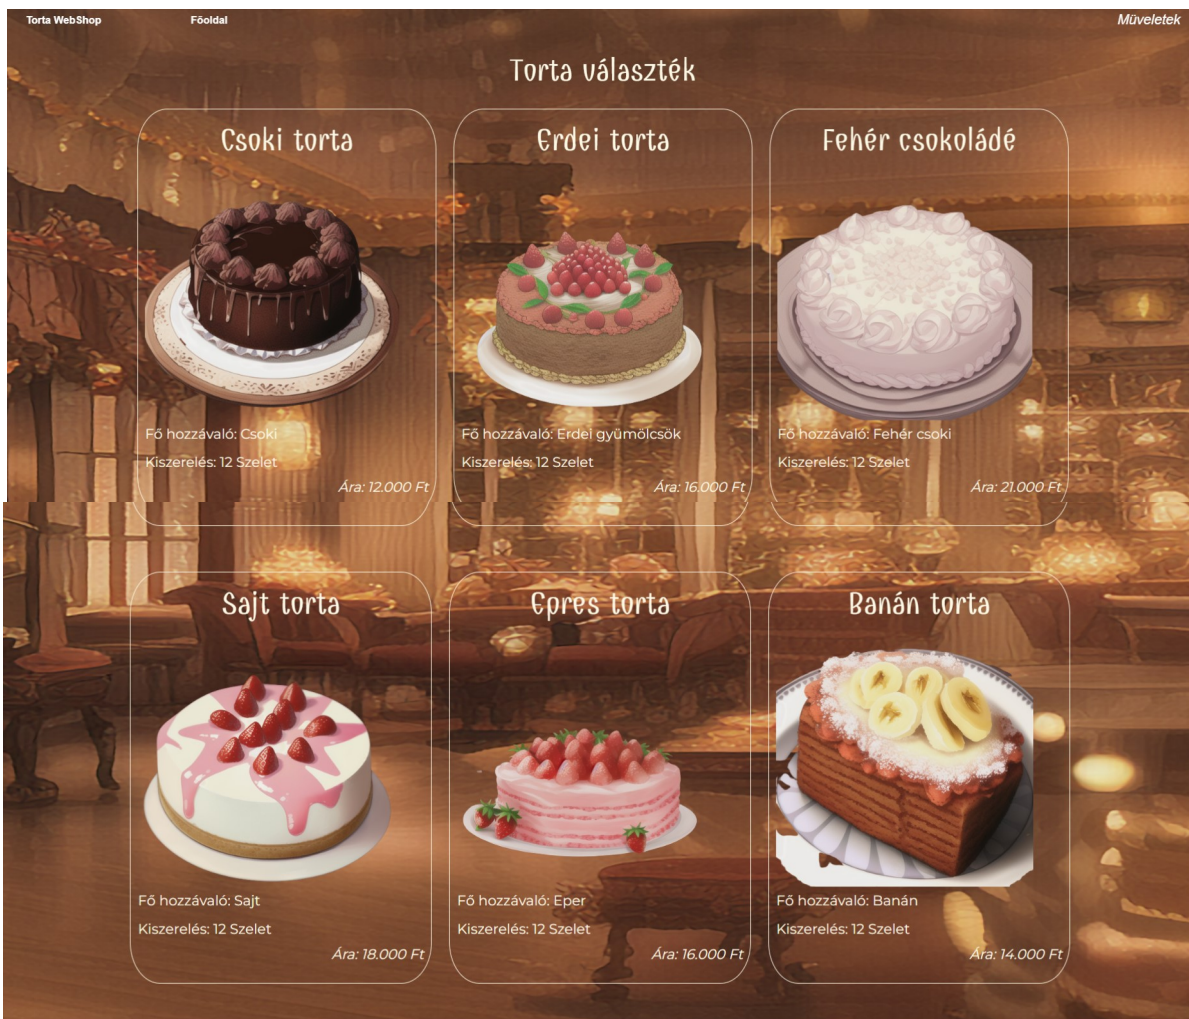 Torta WebShop Főoldal Müveletek
Torta választék
Csoki torta
Fő hozzávaló: Csoki
Kiszerelés: 12 Szelet
Ára: 12.000 Ft
Erdei torta
Fő hozzávaló: Erdei gyümölcsök
Kiszerelés: 12 Szelet
Ára: 16.000 Ft
Fehér csokoládé
Fő hozzávaló: Fehér csoki
Kiszerelés: 12 Szelet
Ára: 21.000 Ft
Sajt torta
Fő hozzávaló: Sajt
Kiszerelés: 12 Szelet
Ára: 18.000 Ft
Epres torta
Fő hozzávaló: Eper
Kiszerelés: 12 Szelet
Ára: 16.000 Ft
Banán torta
Fő hozzávaló: Banán
Kiszerelés: 12 Szelet
Ára: 14.000 Ft